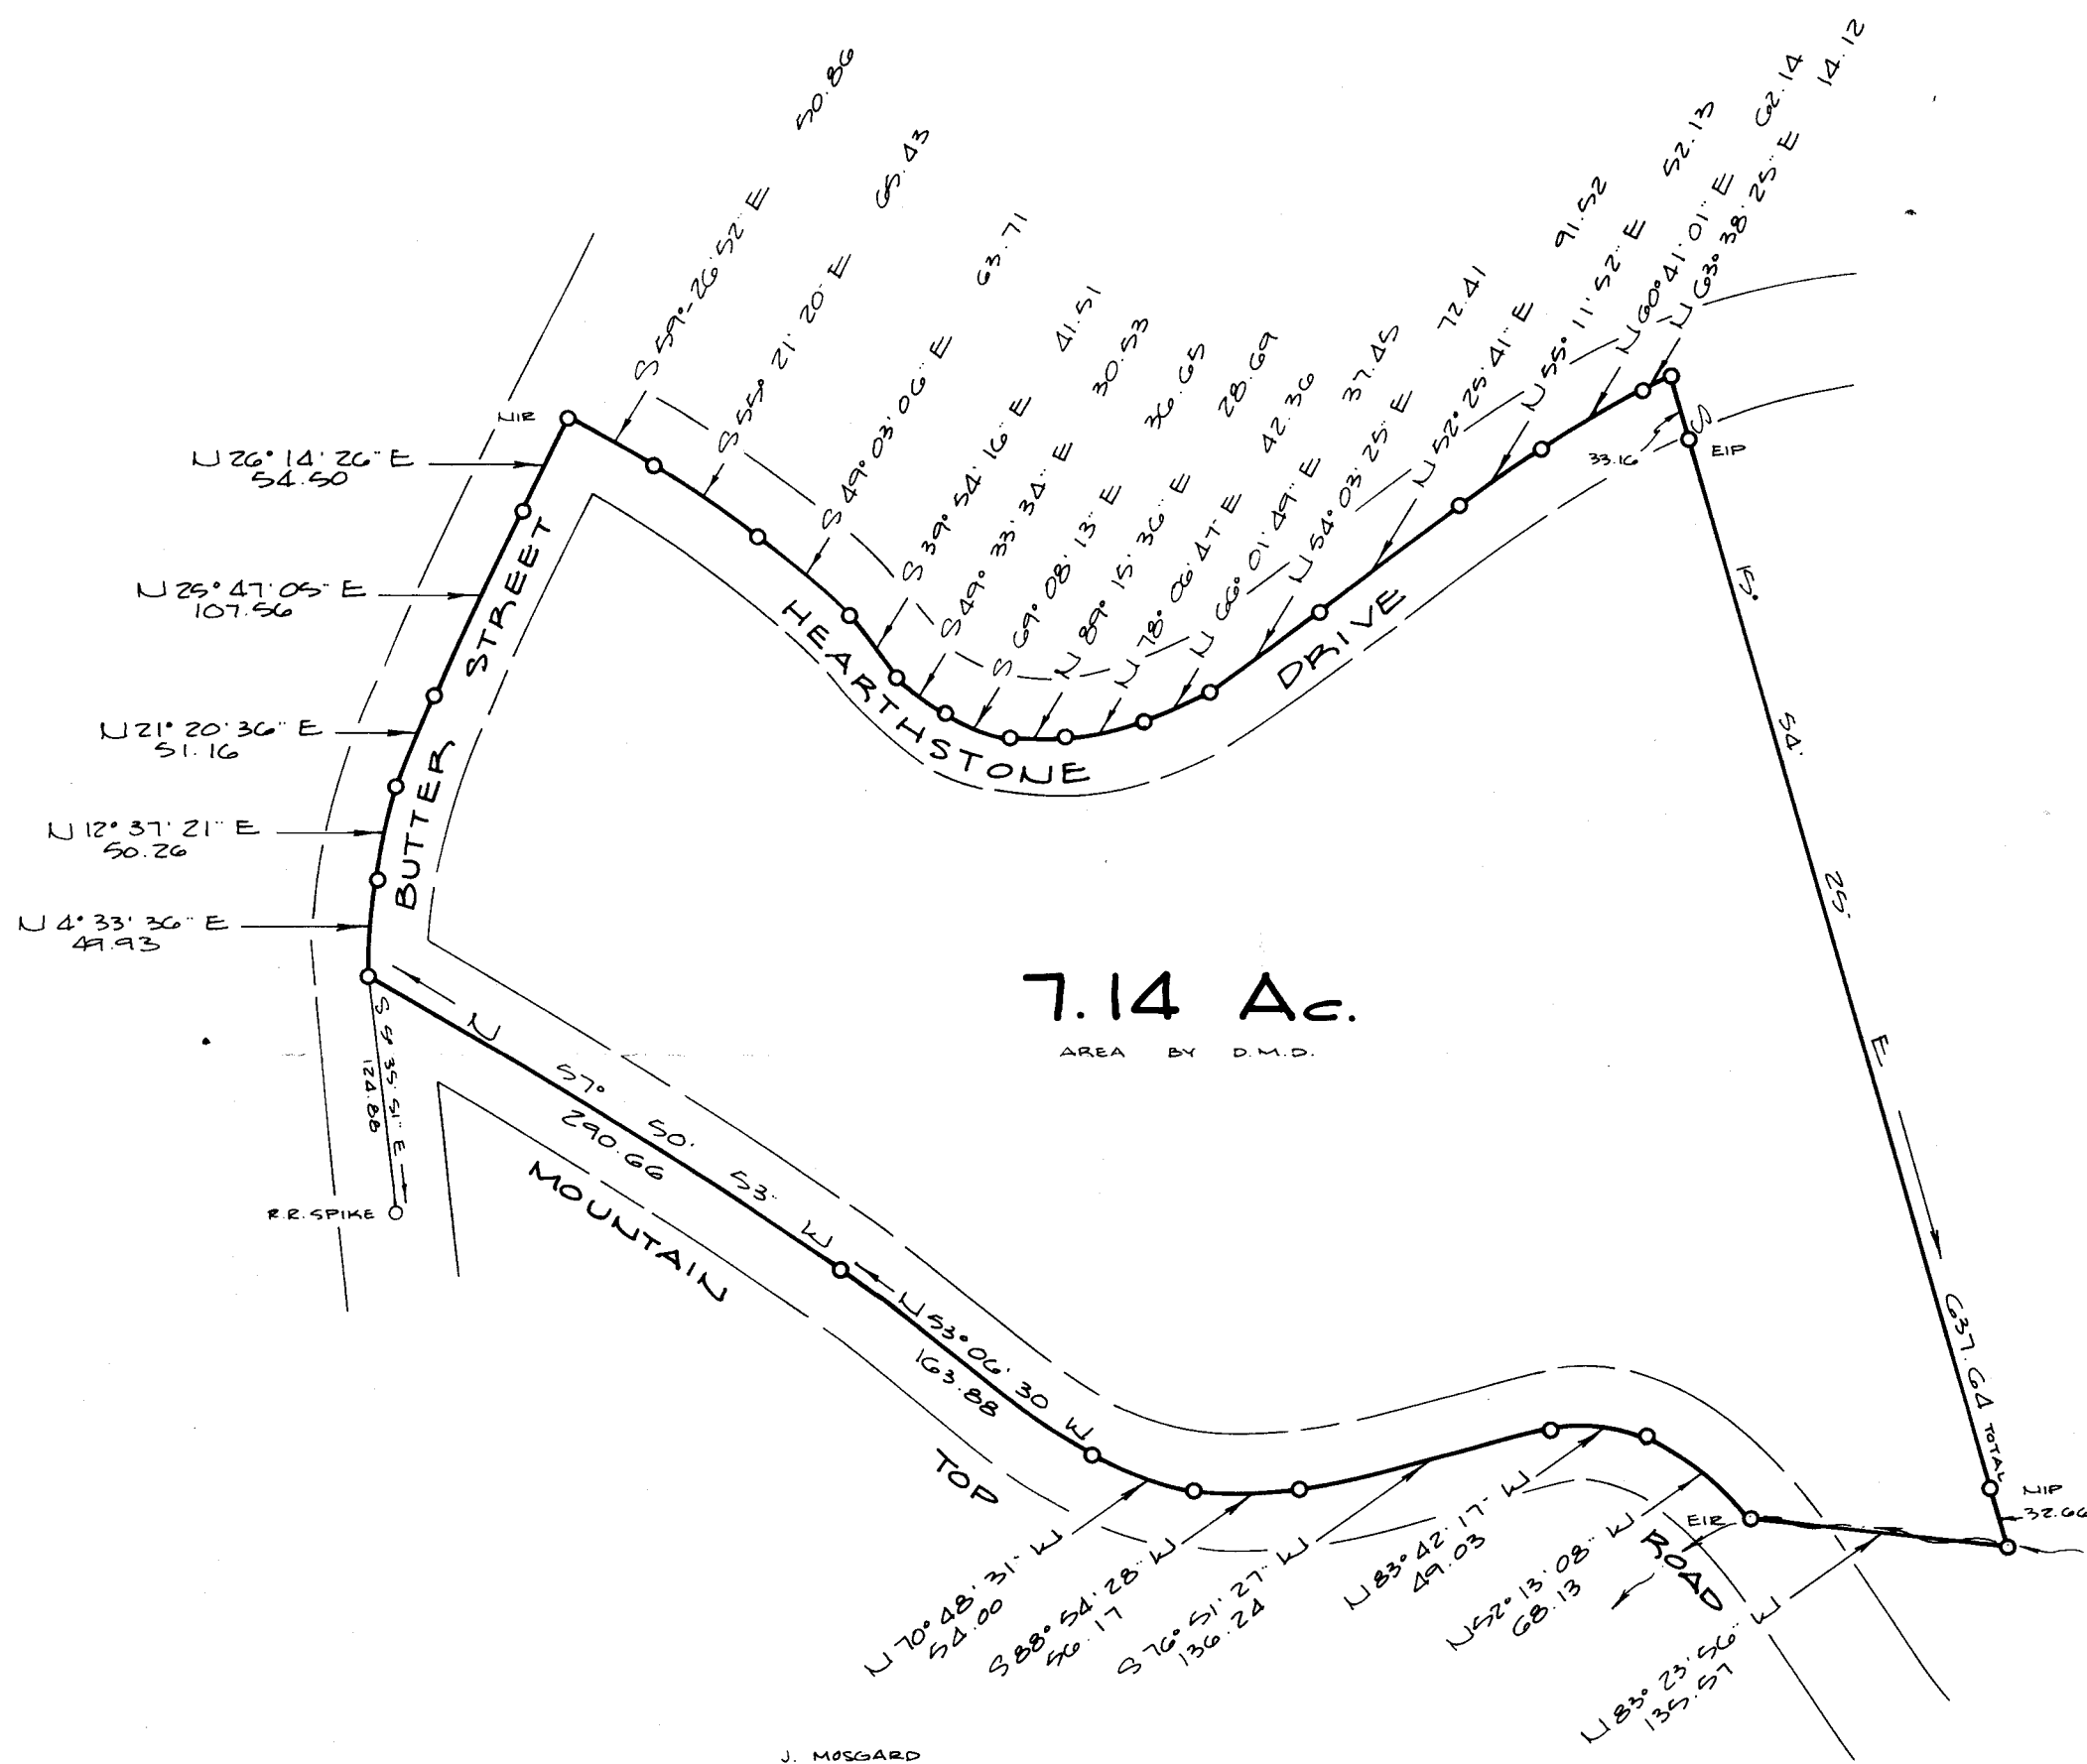 S 59°-26'52" E 50.86
S 55° 21' 20" E 65.43
S 49° 03' 06" E 63.71
S 39° 54' 16" E 41.51
S 49° 33' 34" E 30.53
S 69° 08' 13" E 36.65
N 89° 15' 36" E 28.69
N 78° 06' 47" E 42.36
N 66° 01' 49" E 37.45
N 54° 03' 25" E 72.41
N 52° 25' 41" E 91.52
N 55° 11' 52" E 52.13
N 60° 41' 01" E 62.14
N 63° 38' 25" E 14.12
NIR
N 26° 14' 26" E
54.50
N 25° 47' 05" E
107.56
N 21° 20' 36" E
51.16
N 12° 37' 21" E
50.26
N 4° 33' 36" E
49.93
BUTTER STREET
HEARTHSTONE DRIVE
33.16
EIP
S 15° 54' 25" E 637.64 TOTAL
7.14 Ac.
AREA BY D.M.D.
S 5° 35' 51" E
124.88
R.R. SPIKE
N 57° 50' 53" W
290.66
MOUNTAIN TOP ROAD
N 53° 06' 30 W
163.88
NIP
32.66
EIR
N 70° 48' 31" W
54.00
S 88° 54' 28" W
56.17
S 76° 51' 27" W
136.24
N 83° 42' 17" W
49.03
N 52° 13' 08" W
68.13
N 83° 23' 56" W
135.57
J. MOSGARD